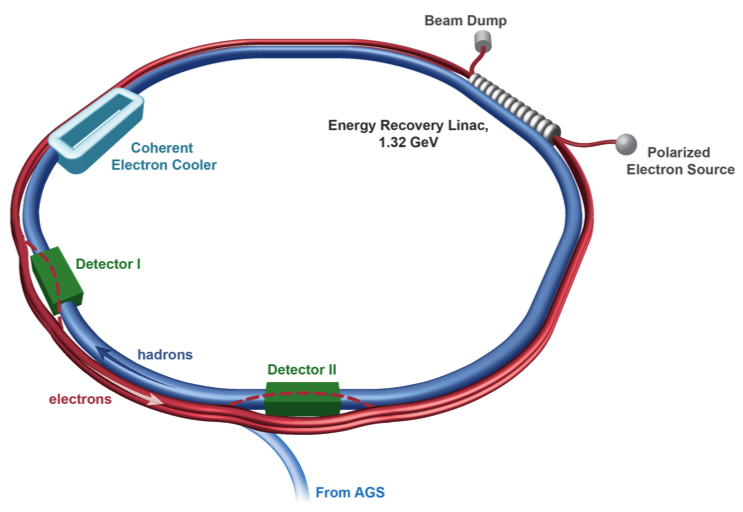 Beam Dump
Energy Recovery Linac,
1.32 GeV
Polarized
Electron Source
Coherent
Electron Cooler
Detector I
hadrons
Detector II
electrons
From AGS